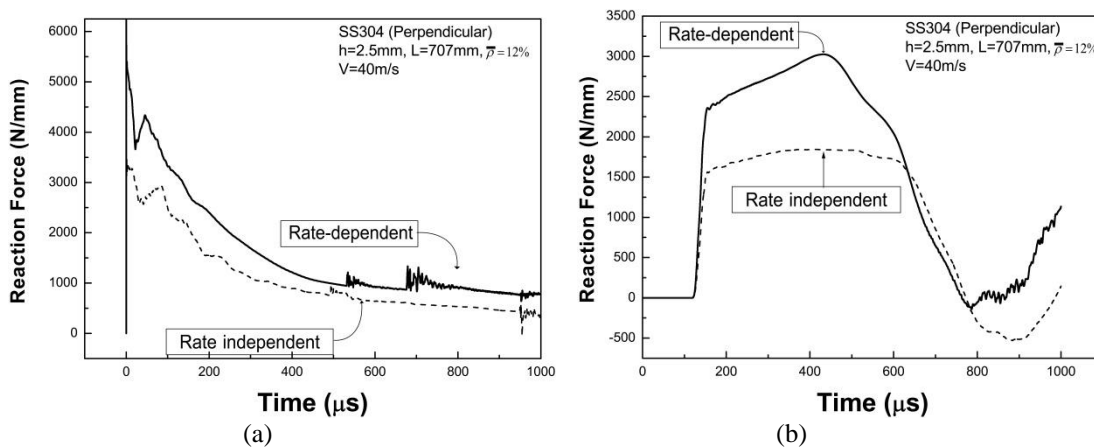 6000
5000
4000
3000
2000
1000
0
Reaction Force (N/mm)
SS304 (Perpendicular)
h=2.5mm, L=707mm, ρ̅ =12%
V=40m/s
Rate-dependent
Rate independent
0 200 400 600 800 1000
Time (μs)
(a)
3500
3000
2500
2000
1500
1000
500
0
-500
Reaction Force (N/mm)
SS304 (Perpendicular)
h=2.5mm, L=707mm, ρ̅ =12%
V=40m/s
Rate-dependent
Rate independent
0 200 400 600 800 1000
Time (μs)
(b)